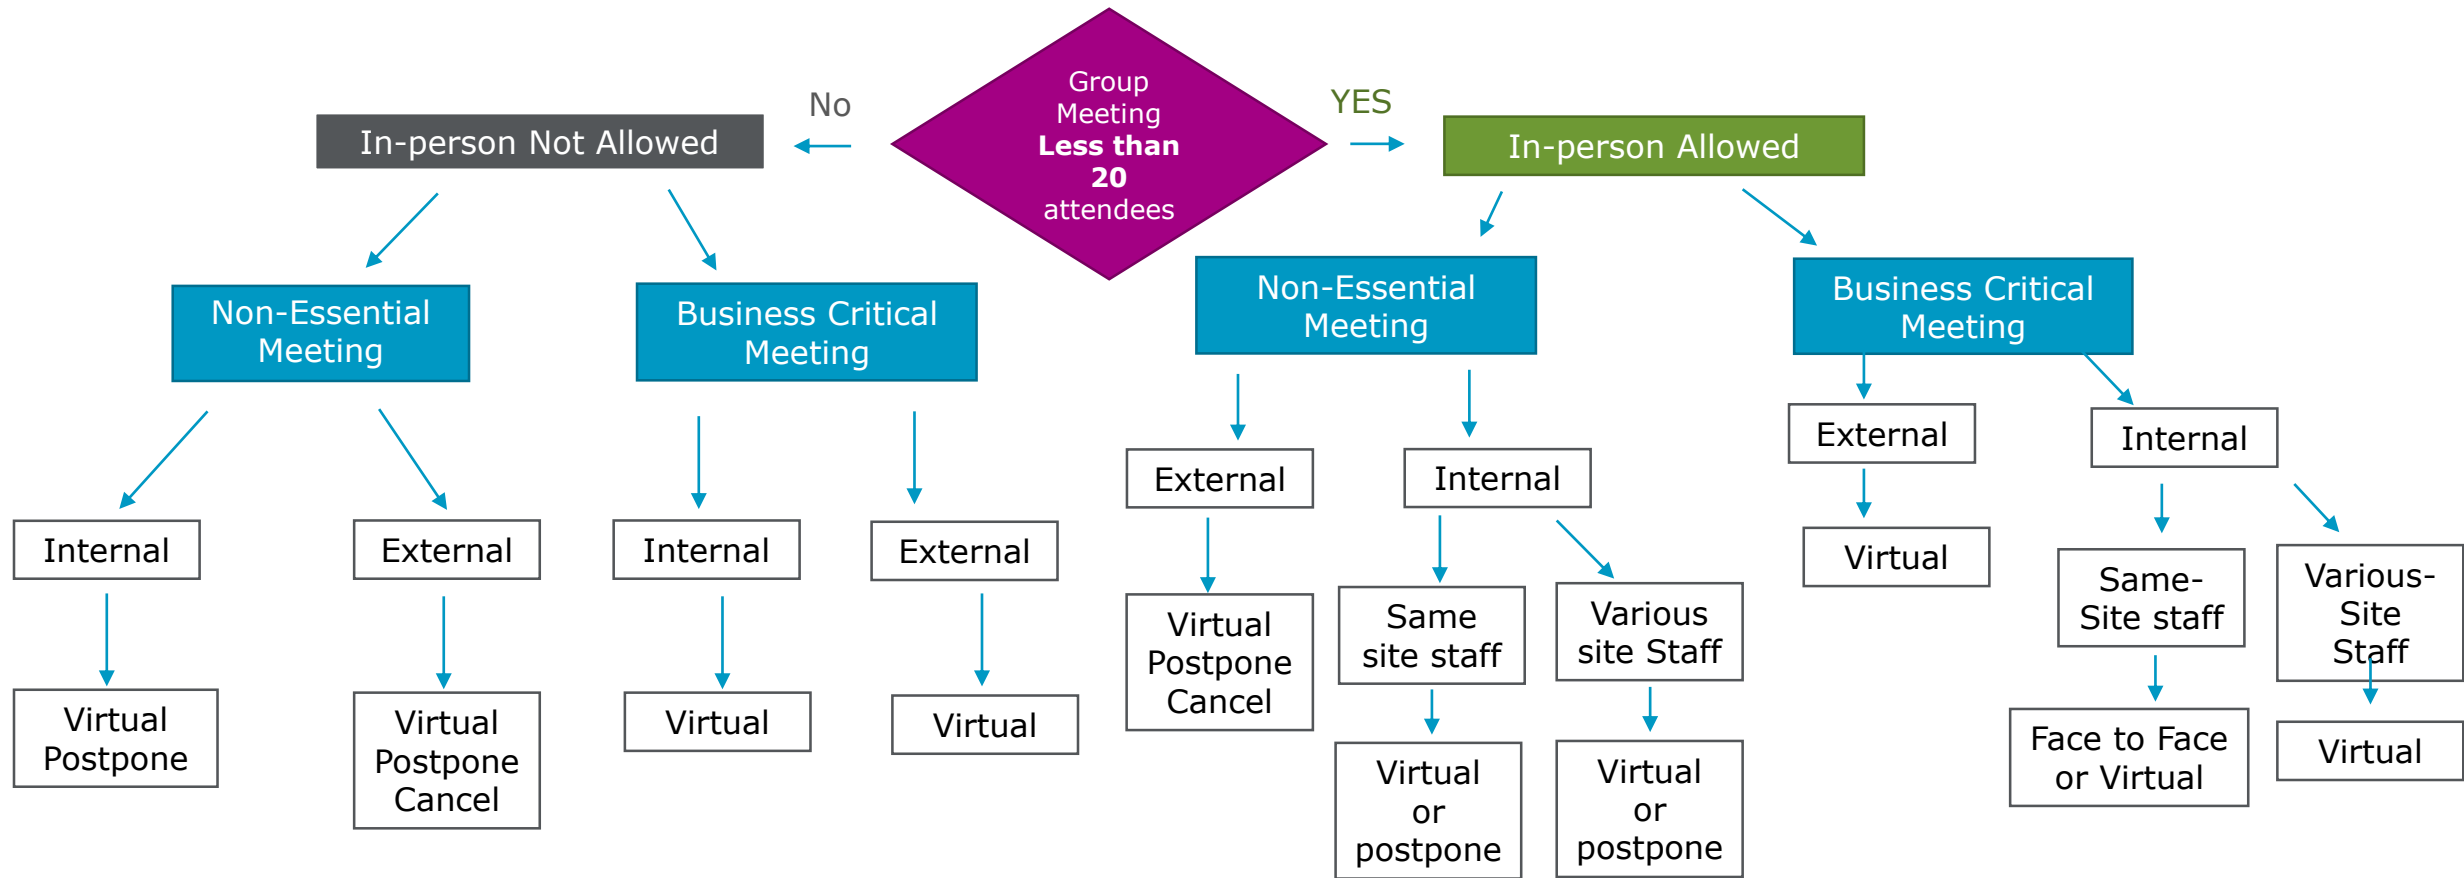 Group
Meeting
Less than
20
attendees
No
YES
In-person Not Allowed
In-person Allowed
Non-Essential
Meeting
Business Critical
Meeting
Non-Essential
Meeting
Business Critical
Meeting
Internal
External
Internal
External
External
Internal
External
Internal
Virtual
Postpone
Virtual
Postpone
Cancel
Virtual
Virtual
Virtual
Postpone
Cancel
Same
site staff
Various
site Staff
Virtual
or
postpone
Virtual
or
postpone
Virtual
Same-
Site staff
Various-
Site
Staff
Face to Face
or Virtual
Virtual